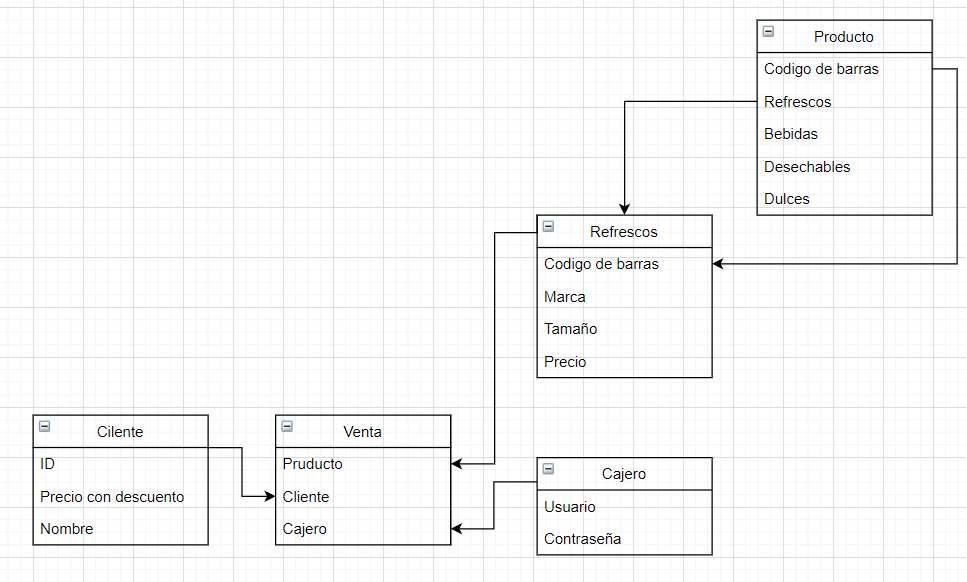 Producto
Codigo de barras
Refrescos
Bebidas
Desechables
Dulces
Refrescos
Codigo de barras
Marca
Tamaño
Precio
Cilente
ID
Precio con descuento
Nombre
Venta
Pruducto
Cliente
Cajero
Cajero
Usuario
Contraseña